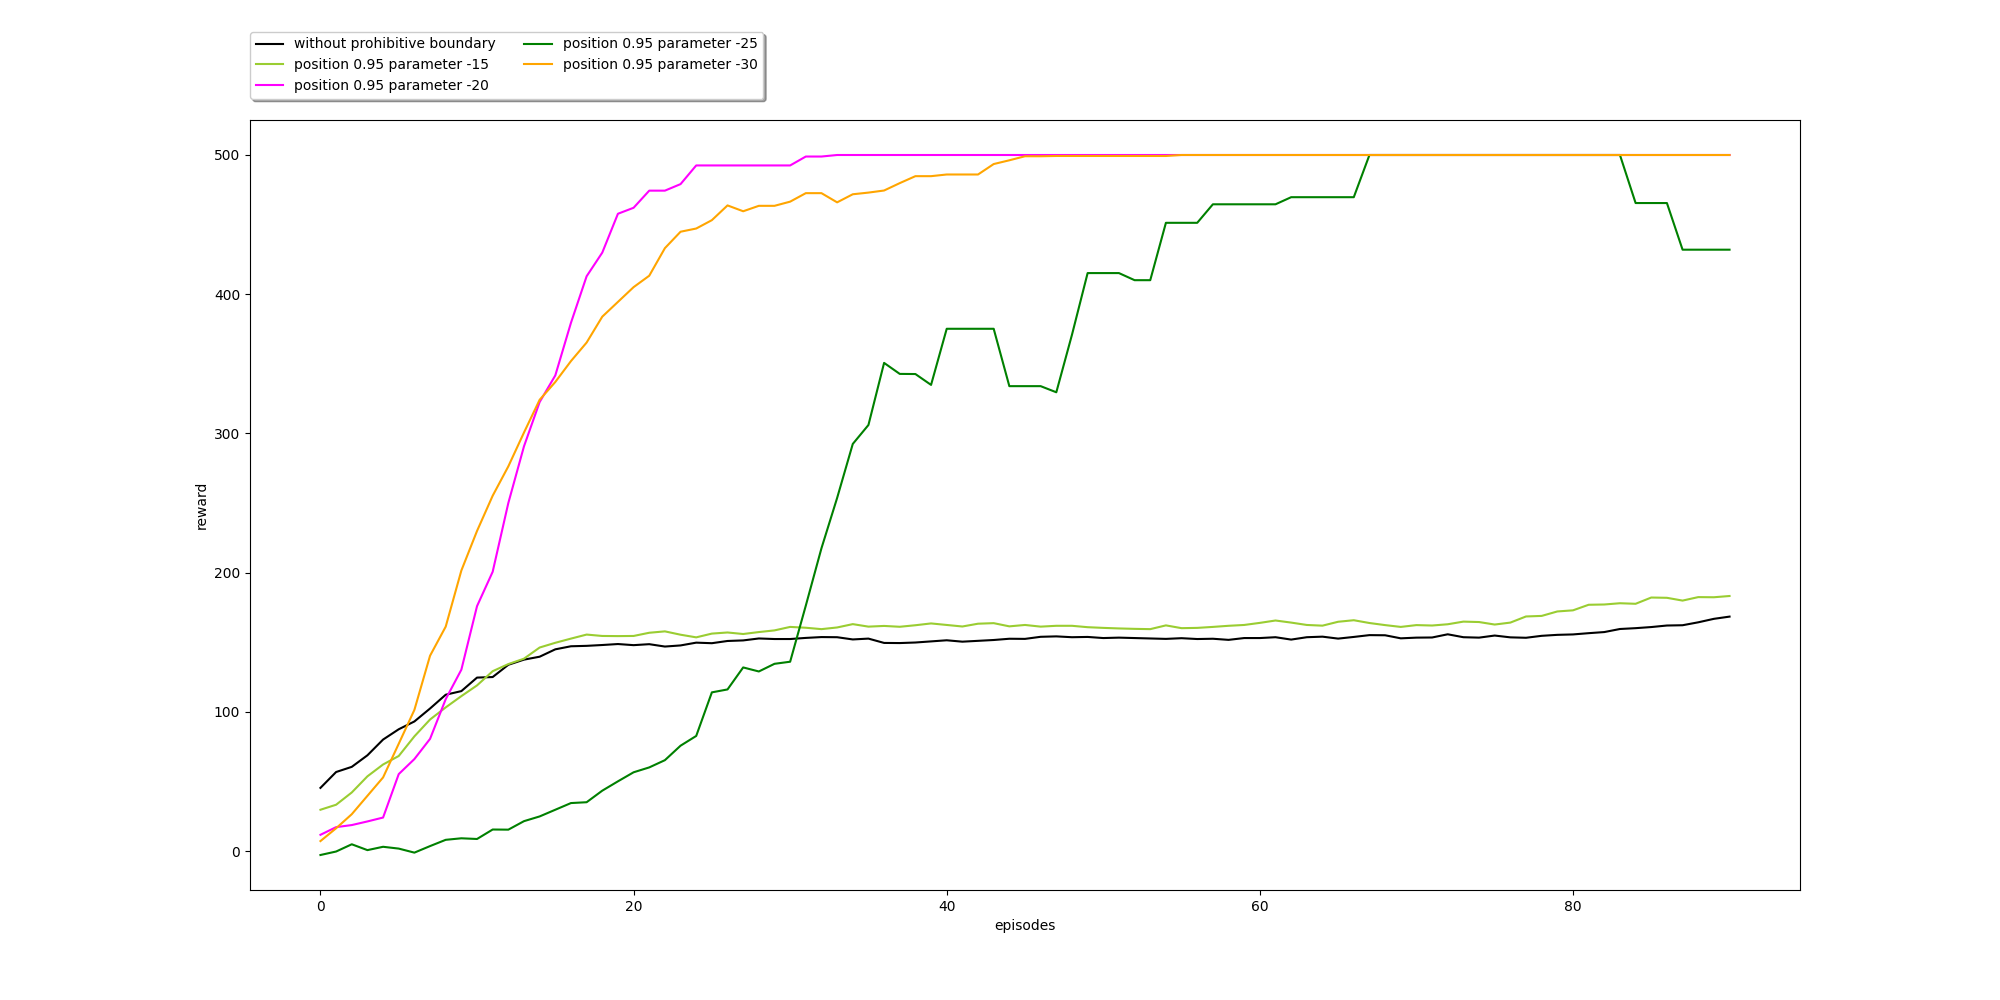 without prohibitive boundary
position 0.95 parameter -15
position 0.95 parameter -20
position 0.95 parameter -25
position 0.95 parameter -30
500
400
300
200
100
0
reward
0 20 40 60 80
episodes